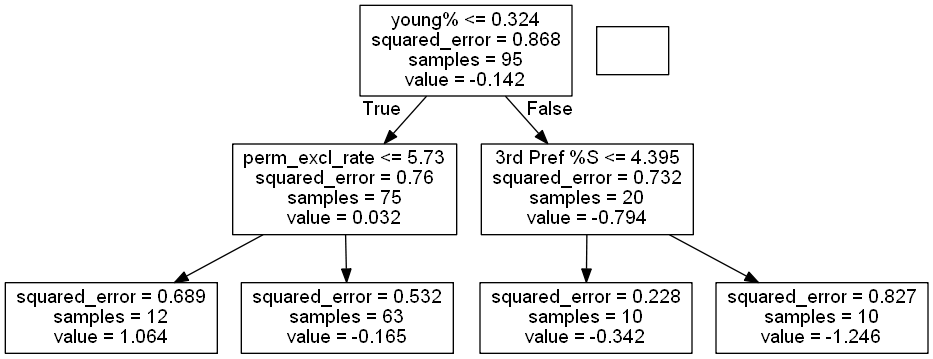 young% <= 0.324
squared_error = 0.868
samples = 95
value = -0.142
True
False
perm_excl_rate <= 5.73
squared_error = 0.76
samples = 75
value = 0.032
3rd Pref %S <= 4.395
squared_error = 0.732
samples = 20
value = -0.794
squared_error = 0.689
samples = 12
value = 1.064
squared_error = 0.532
samples = 63
value = -0.165
squared_error = 0.228
samples = 10
value = -0.342
squared_error = 0.827
samples = 10
value = -1.246